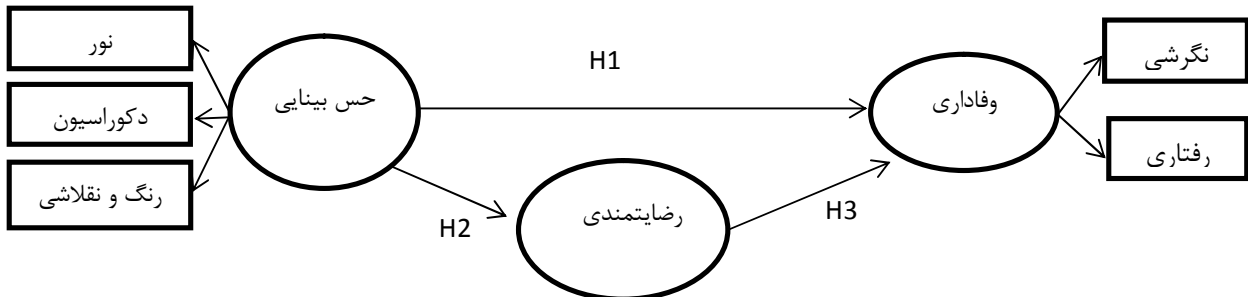 نور
دکوراسیون
رنگ و نقلاشی
حس بینایی
H1
H2
رضایتمندی
H3
وفاداری
نگرشی
رفتاری